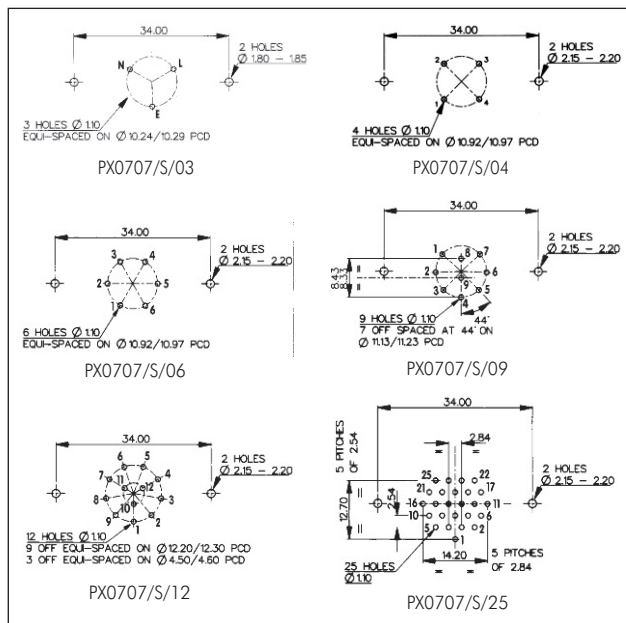 34.00
2 HOLES
Ø 1.80 - 1.85
N
L
E
3 HOLES Ø 1.10
EQUI-SPACED ON Ø 10.24/10.29 PCD
PX0707/S/03
34.00
2 HOLES
Ø 2.15 - 2.20
2
3
1
4
4 HOLES Ø 1.10
EQUI-SPACED ON Ø 10.92/10.97 PCD
PX0707/S/04
34.00
2 HOLES
Ø 2.15 - 2.20
3
4
2
5
1
6
6 HOLES Ø 1.10
EQUI-SPACED ON Ø 10.92/10.97 PCD
PX0707/S/06
34.00
2 HOLES
Ø 2.15 - 2.20
1
8
7
2
6
9
3
5
4
8.43
8.33
=
=
44°
9 HOLES Ø 1.10
7 OFF SPACED AT 44° ON
Ø 11.13/11.23 PCD
PX0707/S/09
34.00
2 HOLES
Ø 2.15 - 2.20
6
5
7
4
11
12
8
3
10
9
2
1
12 HOLES Ø 1.10
9 OFF EQUI-SPACED ON Ø 12.20/12.30 PCD
3 OFF EQUI-SPACED ON Ø 4.50/4.60 PCD
PX0707/S/12
34.00
5 PITCHES
OF 2.54
=
=
2.84
2 HOLES
Ø 2.15 - 2.20
25
22
21
17
16
11
10
6
5
2
1
12.70
2.54
=
=
14.20
5 PITCHES
OF 2.84
=
=
25 HOLES
Ø 1.10
PX0707/S/25